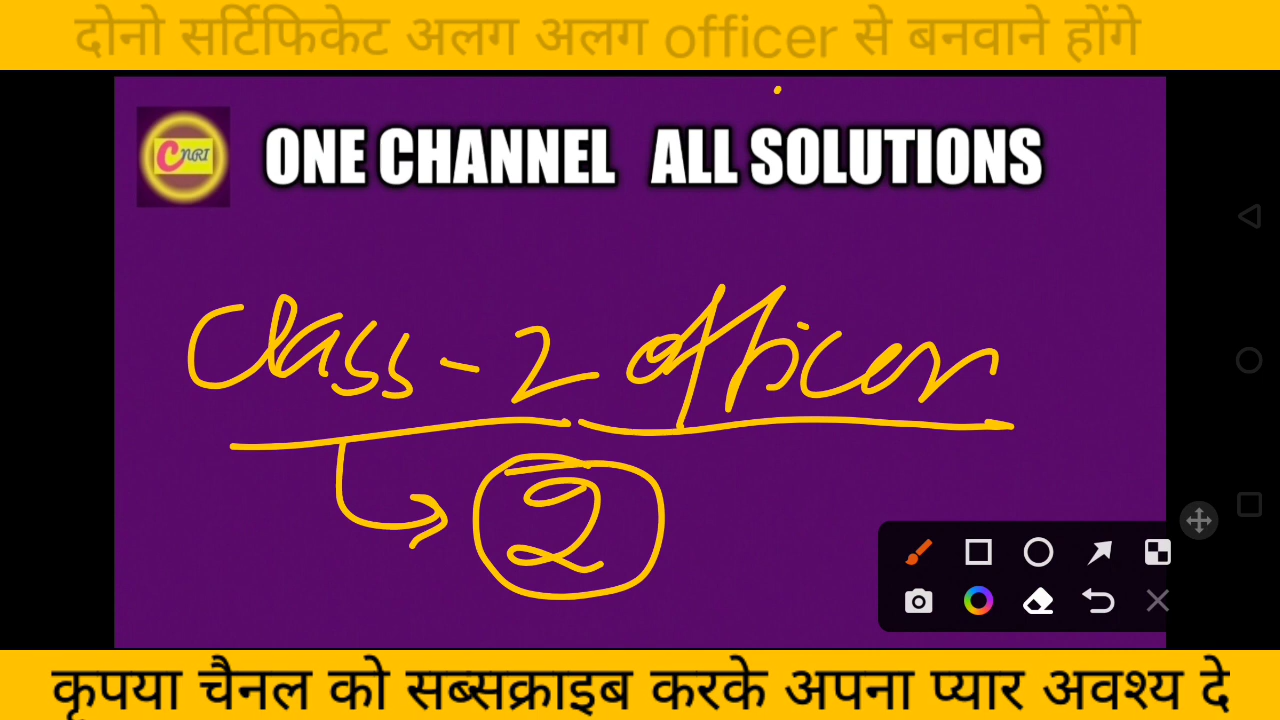 दोनो सर्टिफिकेट अलग अलग officer से बनवाने होंगे
CNRI
ONE CHANNEL ALL SOLUTIONS
Class - 2 officer
2
कृपया चैनल को सब्सक्राइब करके अपना प्यार अवश्य दे